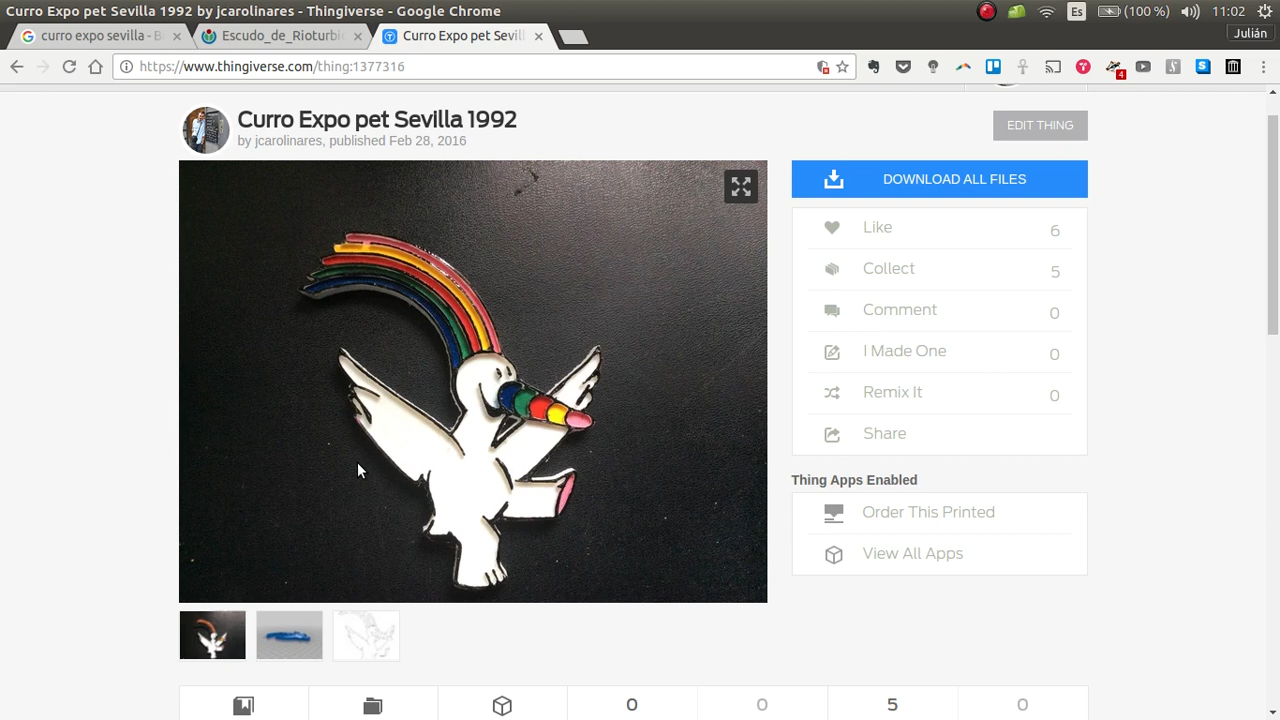 Curro Expo pet Sevilla 1992 by jcarolinares - Thingiverse - Google Chrome
Es
(100 %)
11:02
curro expo sevilla - B
Escudo_de_Rioturbi
Curro Expo pet Sevill
Julián
https://www.thingiverse.com/thing:1377316
4
Curro Expo pet Sevilla 1992
by jcarolinares, published Feb 28, 2016
EDIT THING
DOWNLOAD ALL FILES
Like 6
Collect 5
Comment 0
I Made One 0
Remix It 0
Share
Thing Apps Enabled
Order This Printed
View All Apps
0 0 5 0